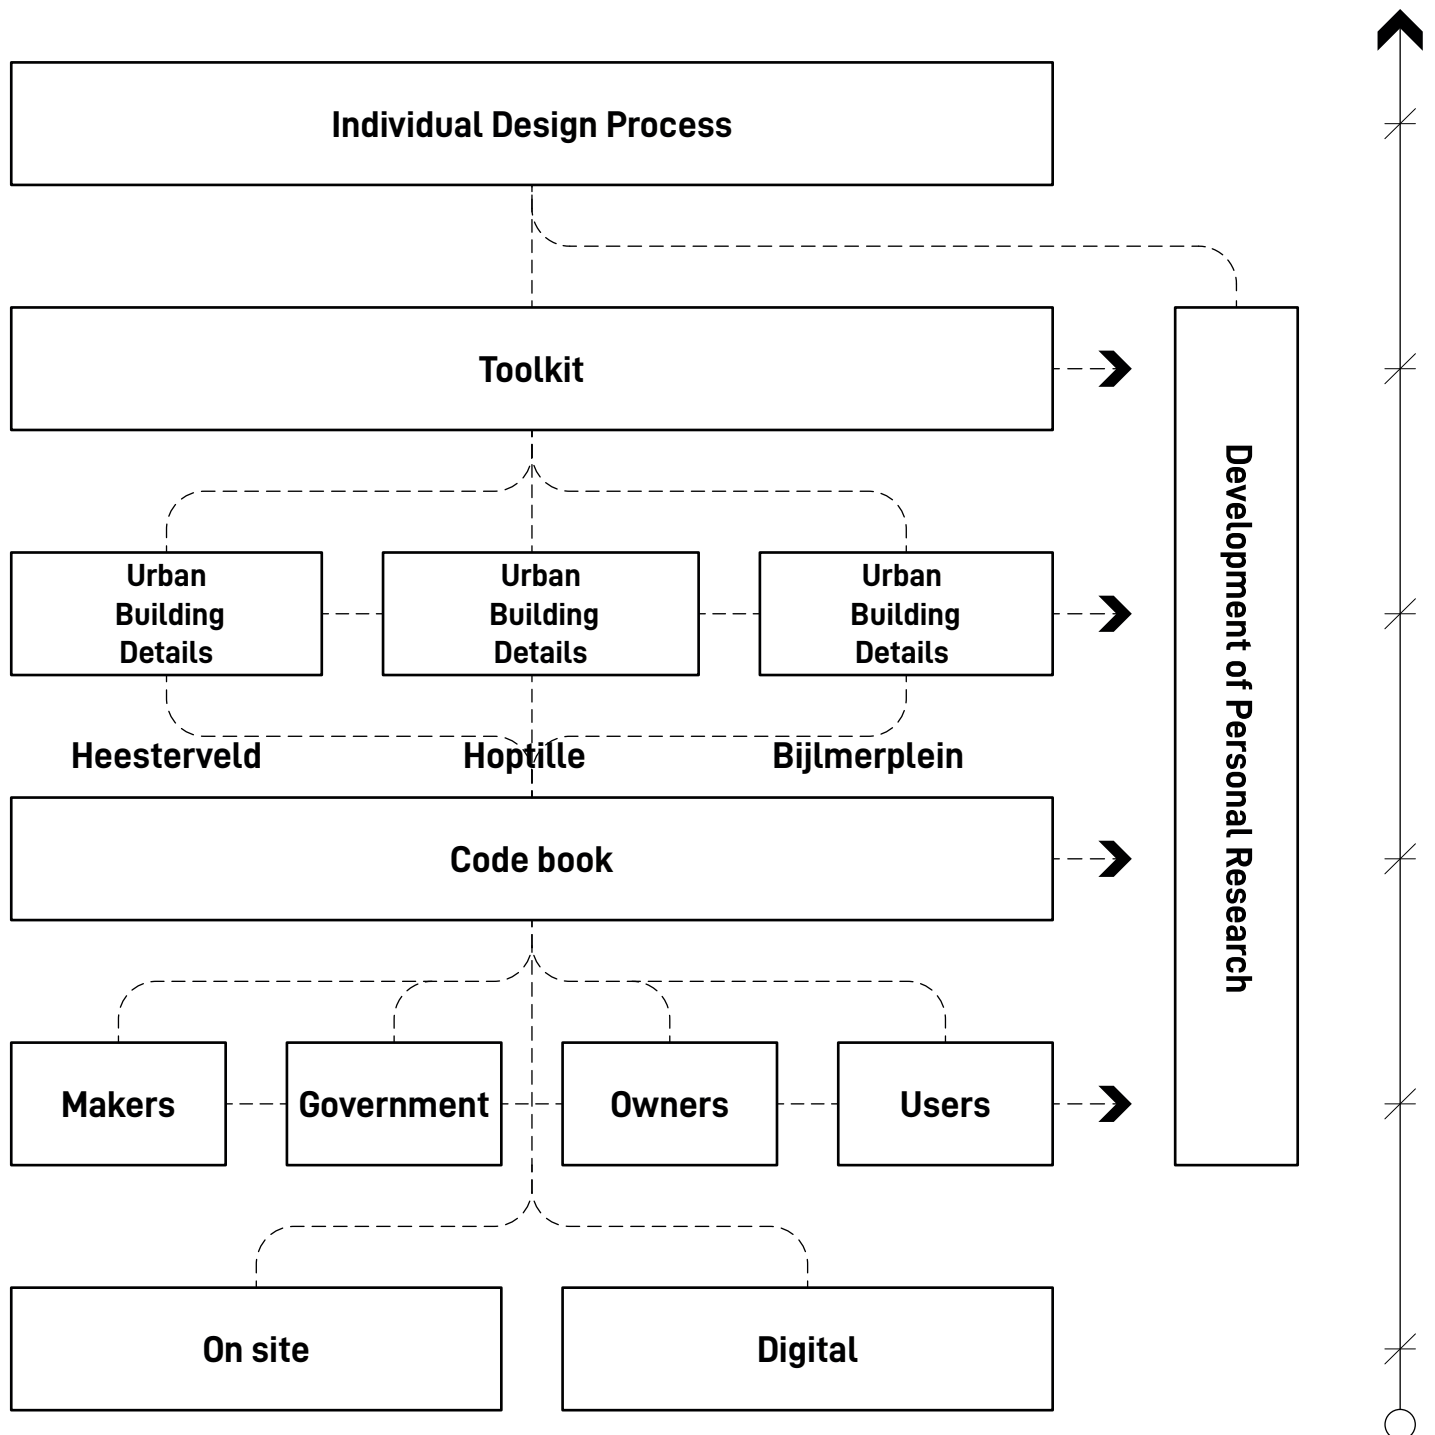 Individual Design Process
Toolkit
Urban
Building
Details
Urban
Building
Details
Urban
Building
Details
Heesterveld
Hoptille
Bijlmerplein
Code book
Makers
Government
Owners
Users
On site
Digital
Development of Personal Research